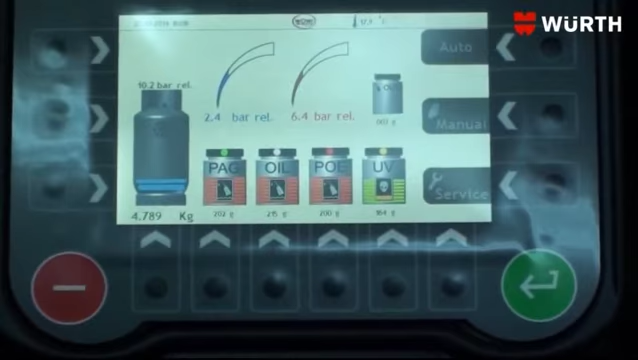 WÜRTH
Auto
10.2 bar rel.
2.4 bar rel.
6.4 bar rel.
Manual
PAG
OIL
POE
UV
Service
4.789 Kg
202 g
215 g
200 g
164 g